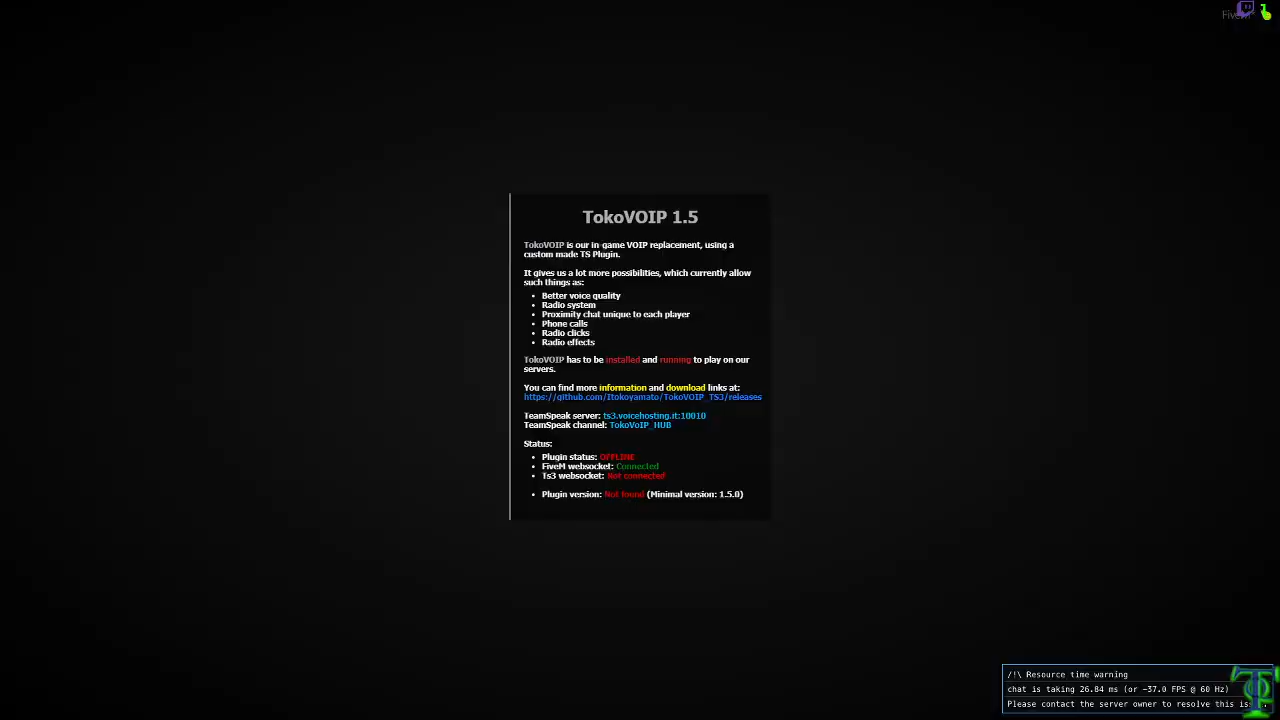 FiveM
TokoVOIP 1.5
TokoVOIP is our in-game VOIP replacement, using a
custom made TS Plugin.
It gives us a lot more possibilities, which currently allow
such things as:
• Better voice quality
• Radio system
• Proximity chat unique to each player
• Phone calls
• Radio clicks
• Radio effects
TokoVOIP has to be installed and running to play on our
servers.
You can find more information and download links at:
https://github.com/Itokoyamato/TokoVOIP_TS3/releases
TeamSpeak server: ts3.voicehosting.it:10010
TeamSpeak channel: TokoVoIP_HUB
Status:
• Plugin status: OFFLINE
• FiveM websocket: Connected
• Ts3 websocket: Not connected
• Plugin version: Not found (Minimal version: 1.5.0)
/!\ Resource time warning
chat is taking 26.84 ms (or -37.0 FPS @ 60 Hz)
Please contact the server owner to resolve this